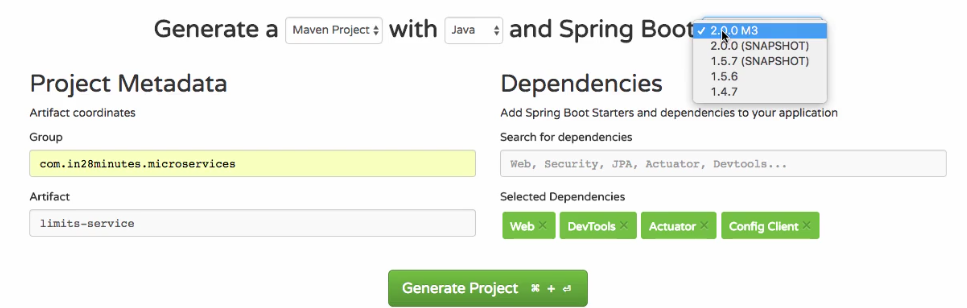 Generate a Maven Project with Java and Spring Boot
✓ 2.0.0 M3
2.0.0 (SNAPSHOT)
1.5.7 (SNAPSHOT)
1.5.6
1.4.7
Project Metadata
Artifact coordinates
Group
com.in28minutes.microservices
Artifact
limits-service
Dependencies
Add Spring Boot Starters and dependencies to your application
Search for dependencies
Web, Security, JPA, Actuator, Devtools...
Selected Dependencies
Web × DevTools × Actuator × Config Client ×
Generate Project ⌘ + ⏎